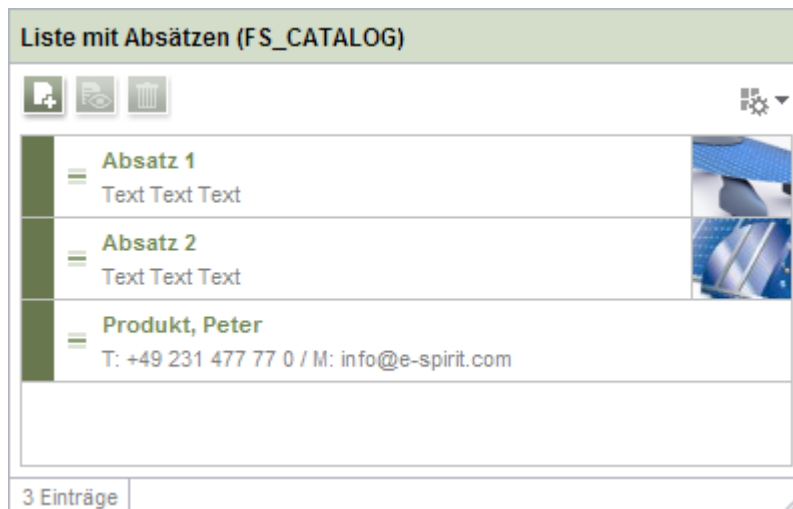 Liste mit Absätzen (FS_CATALOG)
Absatz 1
Text Text Text
Absatz 2
Text Text Text
Produkt, Peter
T: +49 231 477 77 0 / M: info@e-spirit.com
3 Einträge